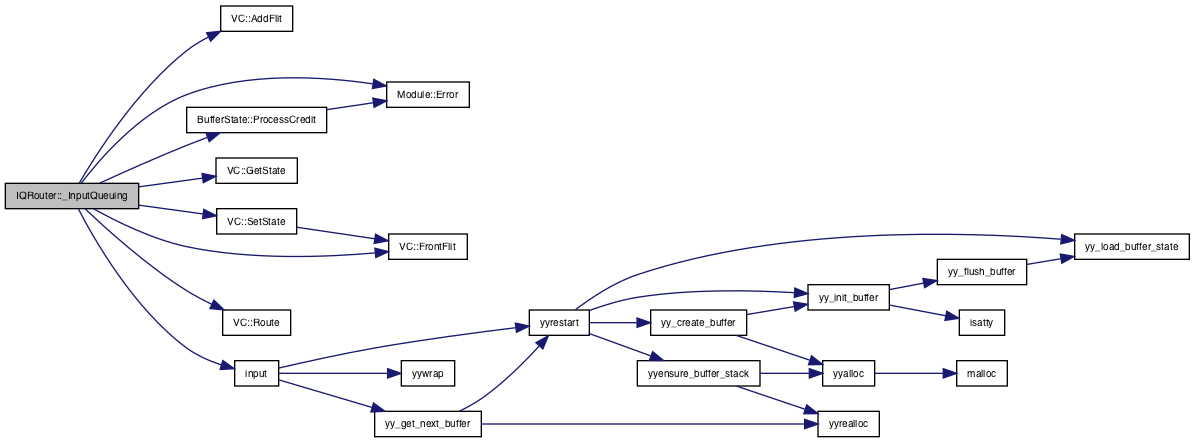 VC::AddFlit
Module::Error
BufferState::ProcessCredit
VC::GetState
IQRouter::_InputQueuing
VC::SetState
VC::FrontFlit
yy_load_buffer_state
yy_flush_buffer
yy_init_buffer
VC::Route
yyrestart
yy_create_buffer
isatty
input
yywrap
yyensure_buffer_stack
yyalloc
malloc
yy_get_next_buffer
yyrealloc